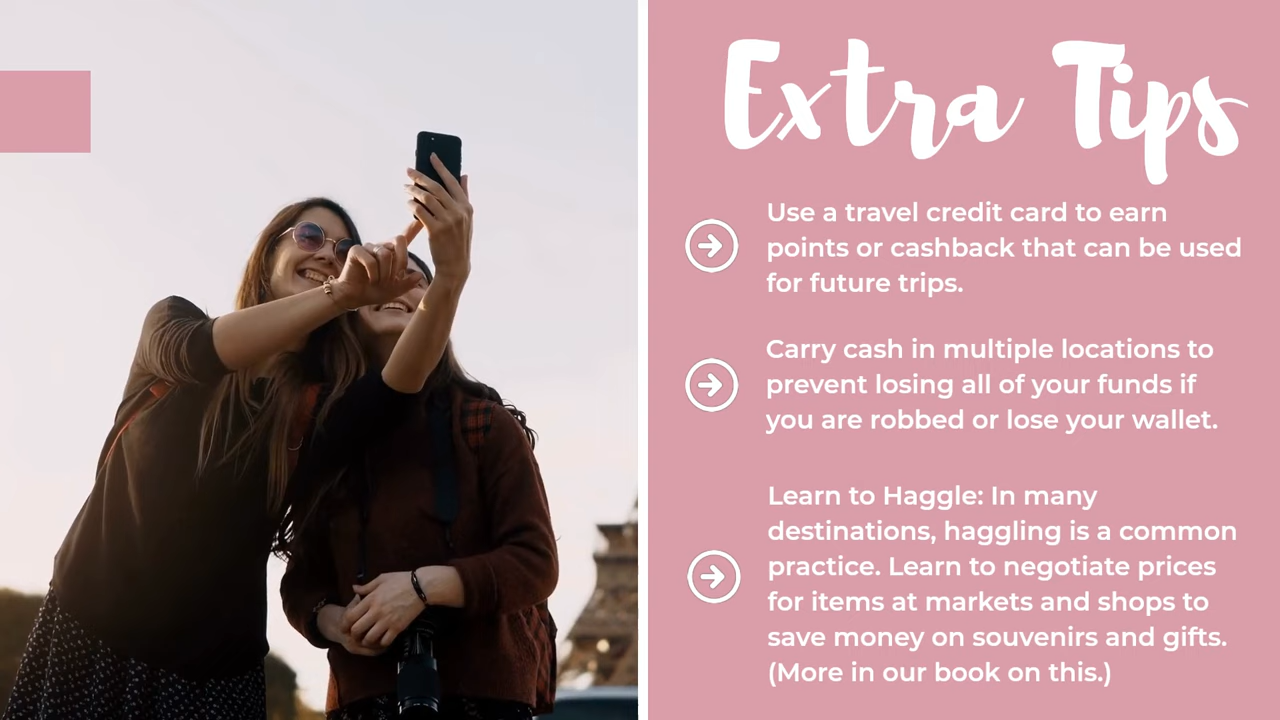 Extra Tips
Use a travel credit card to earn
points or cashback that can be used
for future trips.
Carry cash in multiple locations to
prevent losing all of your funds if
you are robbed or lose your wallet.
Learn to Haggle: In many
destinations, haggling is a common
practice. Learn to negotiate prices
for items at markets and shops to
save money on souvenirs and gifts.
(More in our book on this.)